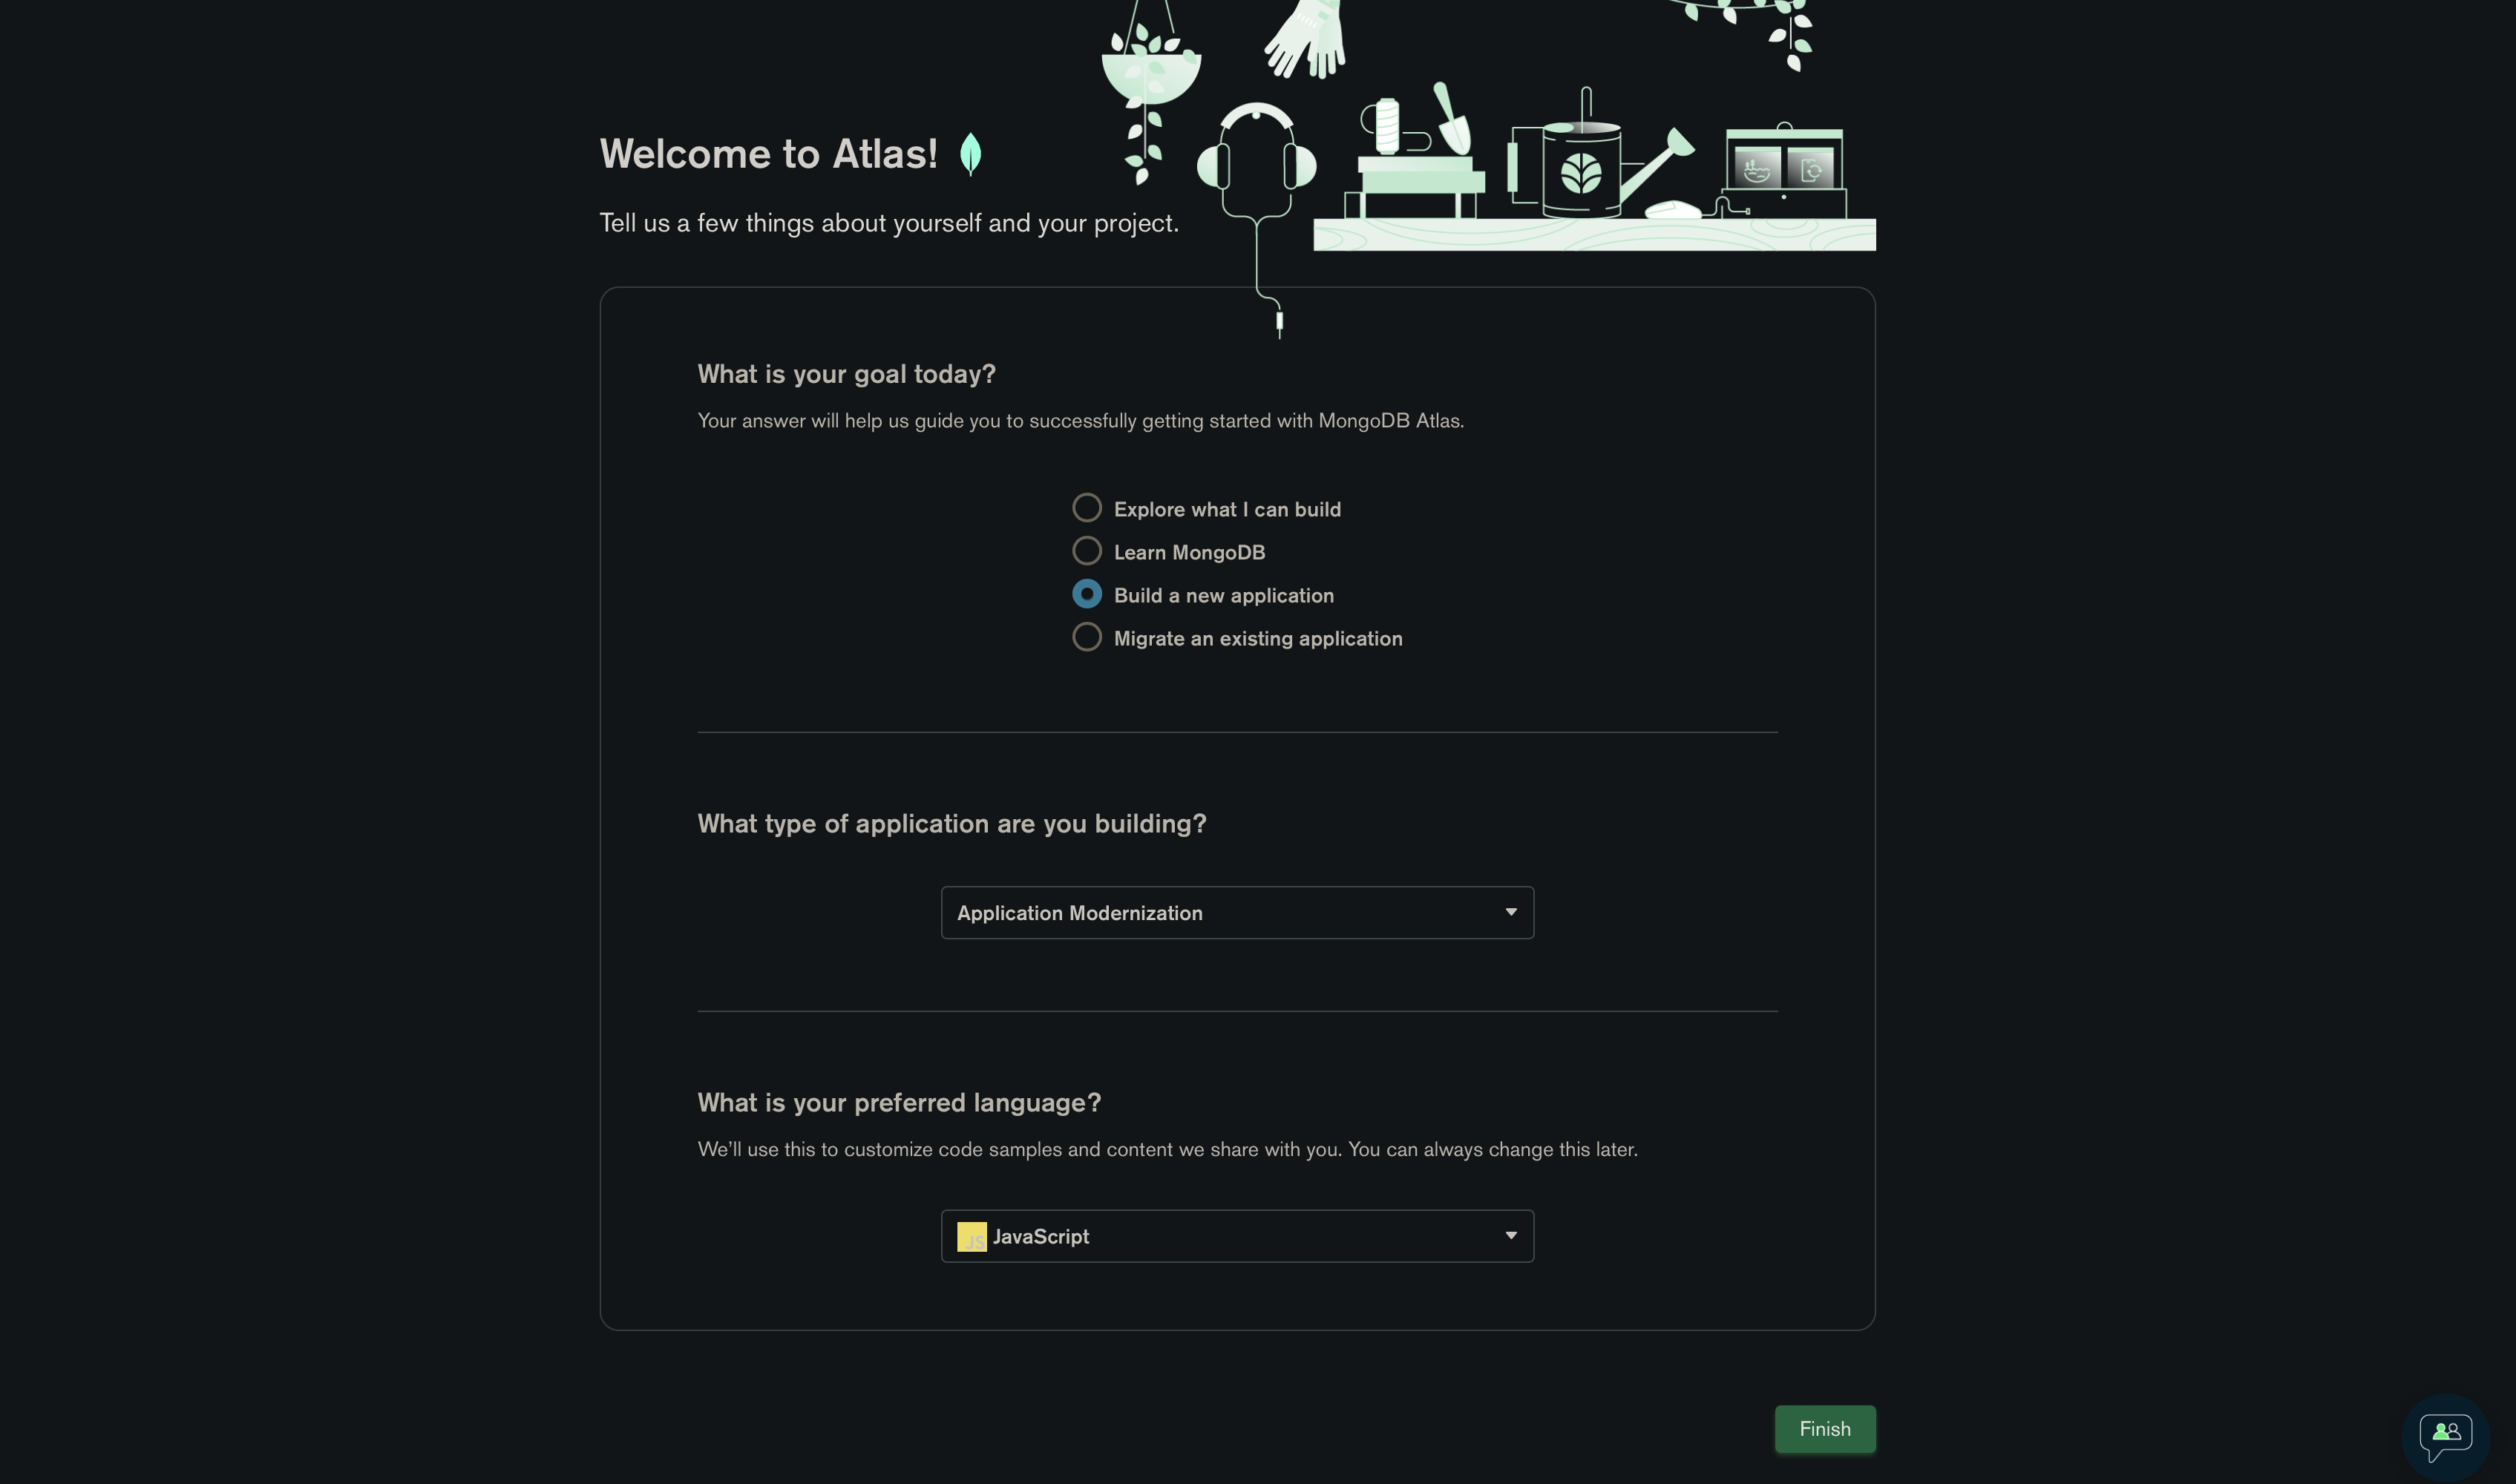 Welcome to Atlas!
Tell us a few things about yourself and your project.
What is your goal today?
Your answer will help us guide you to successfully getting started with MongoDB Atlas.
Explore what I can build
Learn MongoDB
Build a new application
Migrate an existing application
What type of application are you building?
Application Modernization
What is your preferred language?
We’ll use this to customize code samples and content we share with you. You can always change this later.
JS JavaScript
Finish